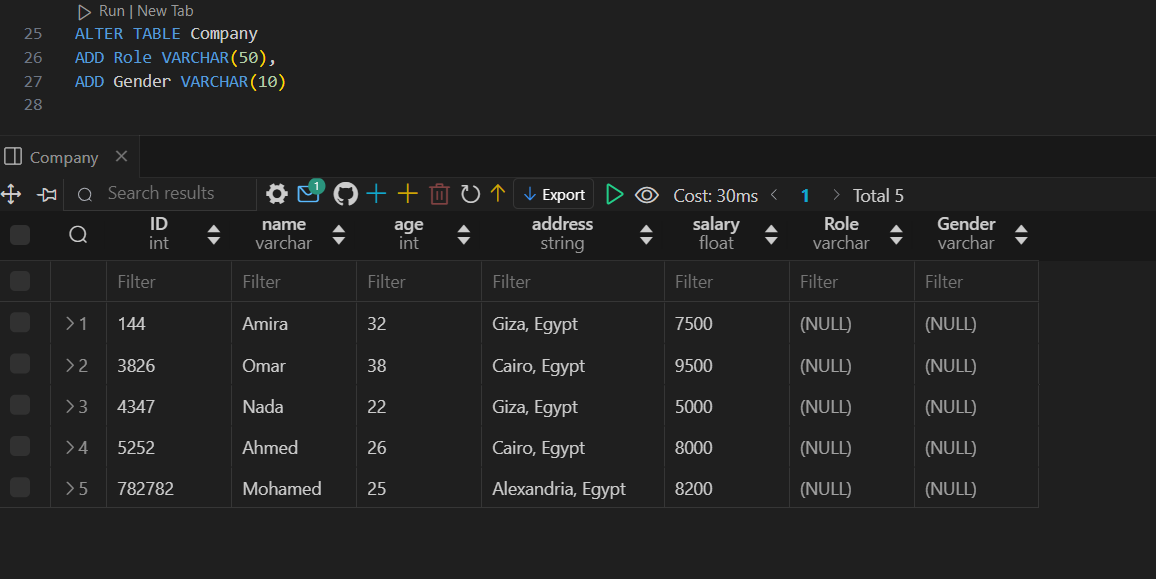 Run | New Tab
25 ALTER TABLE Company
26 ADD Role VARCHAR(50),
27 ADD Gender VARCHAR(10)
28
Company
Search results 1 Export Cost: 30ms 1 Total 5
ID name age address salary Role Gender
int varchar int string float varchar varchar
Filter Filter Filter Filter Filter Filter Filter
1 144 Amira 32 Giza, Egypt 7500 (NULL) (NULL)
2 3826 Omar 38 Cairo, Egypt 9500 (NULL) (NULL)
3 4347 Nada 22 Giza, Egypt 5000 (NULL) (NULL)
4 5252 Ahmed 26 Cairo, Egypt 8000 (NULL) (NULL)
5 782782 Mohamed 25 Alexandria, Egypt 8200 (NULL) (NULL)